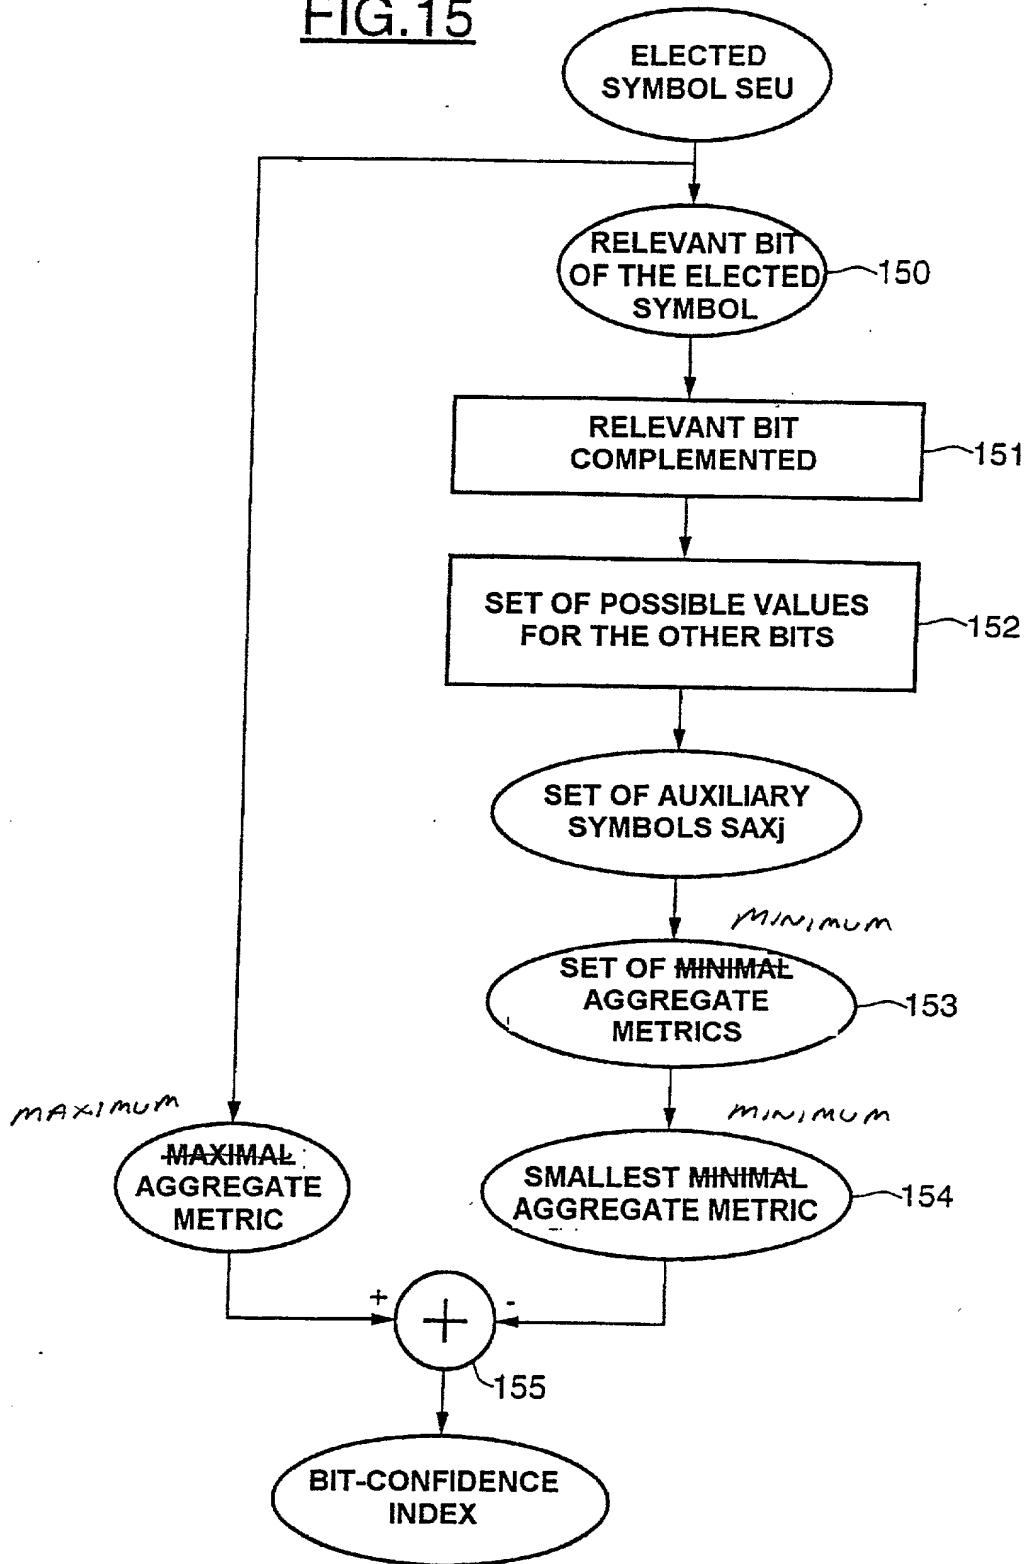 FIG.15
ELECTED
SYMBOL SEU
RELEVANT BIT
OF THE ELECTED
SYMBOL
150
RELEVANT BIT
COMPLEMENTED
151
SET OF POSSIBLE VALUES
FOR THE OTHER BITS
152
SET OF AUXILIARY
SYMBOLS SAXj
MINIMUM
SET OF MINIMAL
AGGREGATE
METRICS
153
MAXIMUM
MAXIMAL
AGGREGATE
METRIC
MINIMUM
SMALLEST MINIMAL
AGGREGATE METRIC
154
+
-
+
155
BIT-CONFIDENCE
INDEX